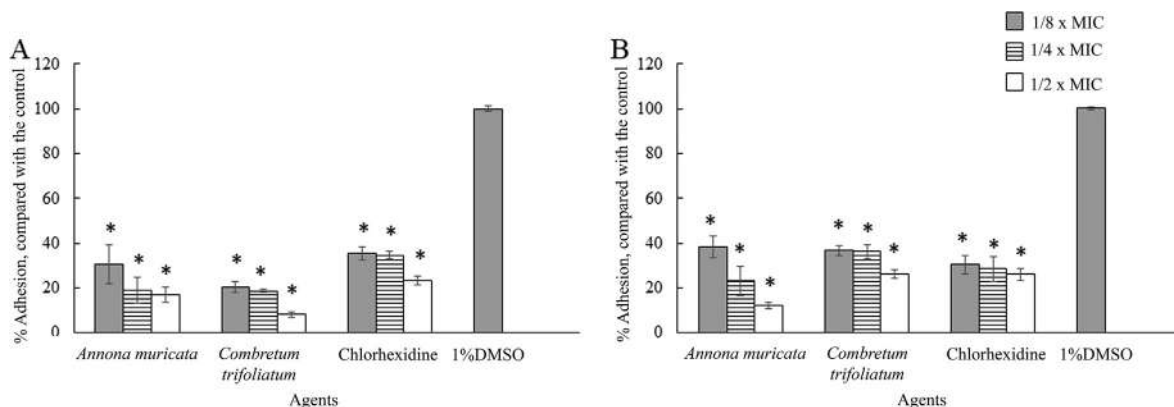 A
% Adhesion, compared with the control
120
100
80
60
40
20
0
* * *
* * *
* * *
Annona muricata
Combretum
trifoliatum
Chlorhexidine
1%DMSO
Agents
B
1/8 x MIC
1/4 x MIC
1/2 x MIC
% Adhesion, compared with the control
120
100
80
60
40
20
0
* * *
* * *
* * *
Annona muricata
Combretum
trifoliatum
Chlorhexidine
1%DMSO
Agents